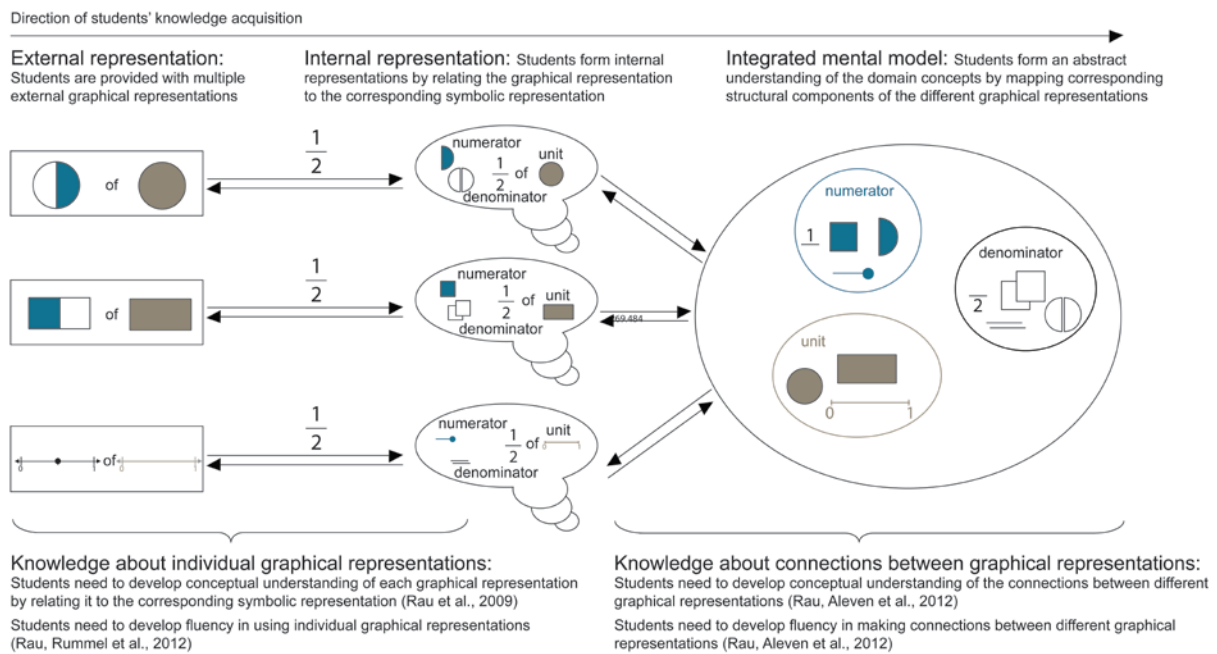 Direction of students' knowledge acquisition
External representation:
Students are provided with multiple
external graphical representations
Internal representation: Students form internal
representations by relating the graphical representation
to the corresponding symbolic representation
Integrated mental model: Students form an abstract
understanding of the domain concepts by mapping corresponding
structural components of the different graphical representations
of
1
2
numerator
unit
1
2
of
denominator
of
1
2
numerator
unit
1
2
of
denominator
69.484
of
0
0
1
2
numerator
unit
1
2
of
denominator
numerator
1
denominator
2
unit
0 1
Knowledge about individual graphical representations:
Students need to develop conceptual understanding of each graphical representation
by relating it to the corresponding symbolic representation (Rau et al., 2009)
Students need to develop fluency in using individual graphical representations
(Rau, Rummel et al., 2012)
Knowledge about connections between graphical representations:
Students need to develop conceptual understanding of the connections between different
graphical representations (Rau, Aleven et al., 2012)
Students need to develop fluency in making connections between different graphical
representations (Rau, Aleven et al., 2012)